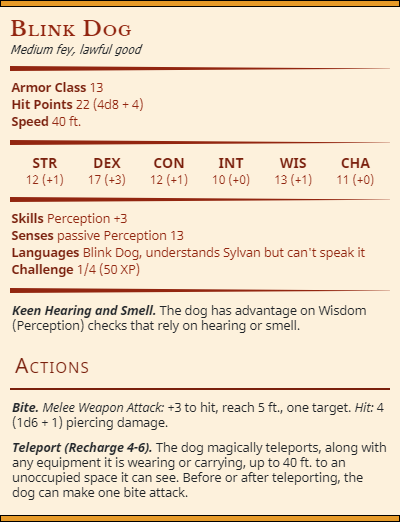 Blink Dog
Medium fey, lawful good
Armor Class 13
Hit Points 22 (4d8 + 4)
Speed 40 ft.
STR DEX CON INT WIS CHA
12 (+1) 17 (+3) 12 (+1) 10 (+0) 13 (+1) 11 (+0)
Skills Perception +3
Senses passive Perception 13
Languages Blink Dog, understands Sylvan but can't speak it
Challenge 1/4 (50 XP)
Keen Hearing and Smell. The dog has advantage on Wisdom
(Perception) checks that rely on hearing or smell.
Actions
Bite. Melee Weapon Attack: +3 to hit, reach 5 ft., one target. Hit: 4
(1d6 + 1) piercing damage.
Teleport (Recharge 4-6). The dog magically teleports, along with
any equipment it is wearing or carrying, up to 40 ft. to an
unoccupied space it can see. Before or after teleporting, the
dog can make one bite attack.